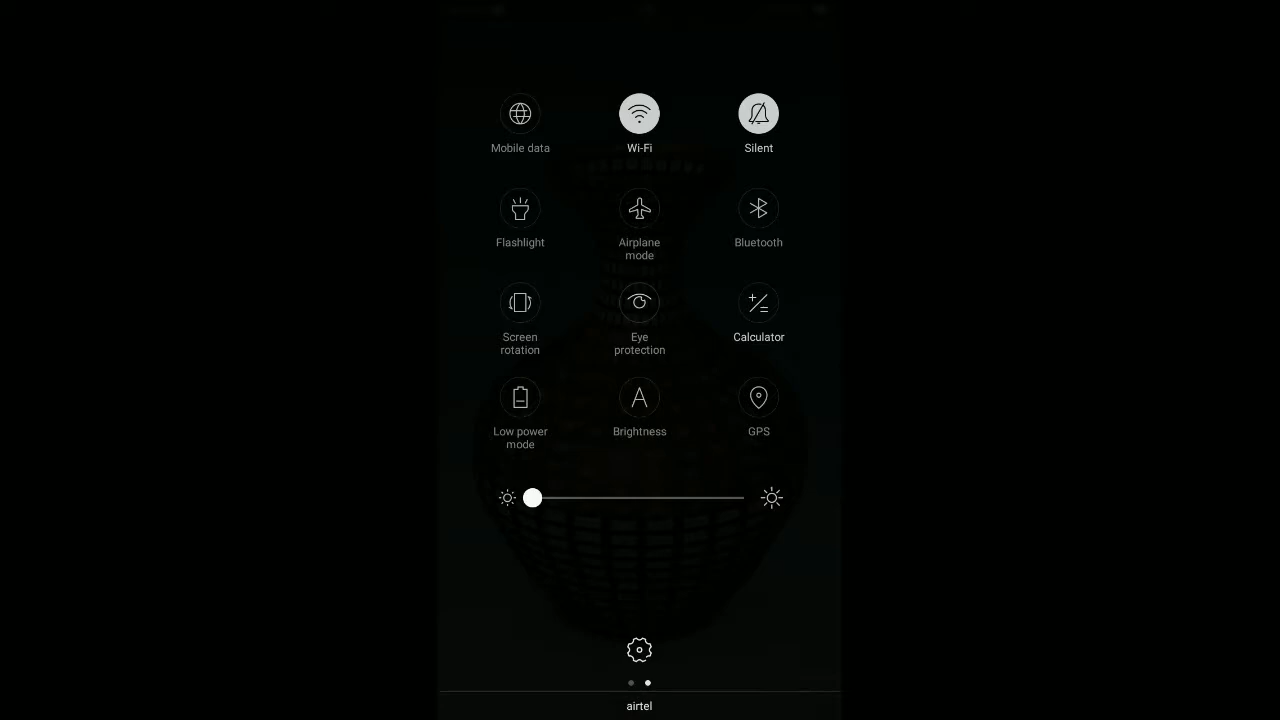 Mobile data
Wi-Fi
Silent
Flashlight
Airplane
mode
Bluetooth
Screen
rotation
Eye
protection
Calculator
Low power
mode
Brightness
GPS
airtel